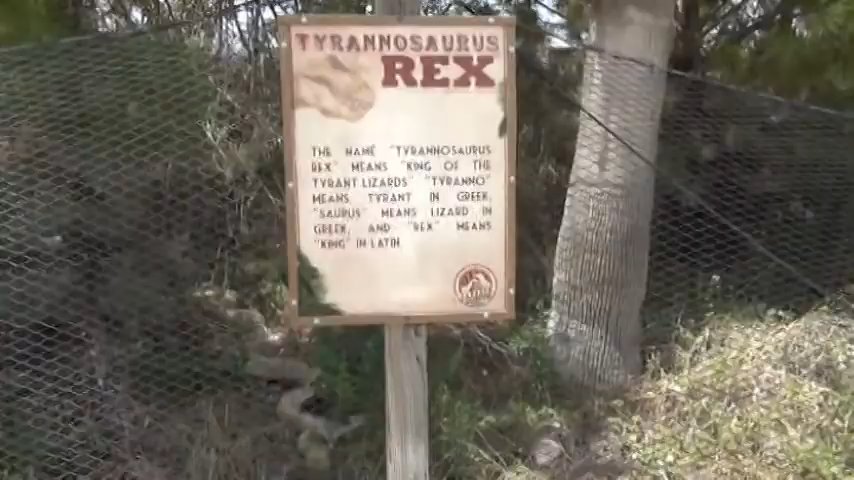 TYRANNOSAURUS
REX
THE NAME "TYRANNOSAURUS
REX" MEANS "KING OF THE
TYRANT LIZARDS" "TYRANNO"
MEANS TYRANT IN GREEK,
"SAURUS" MEANS LIZARD IN
GREEK, AND "REX" MEANS
"KING" IN LATIN.